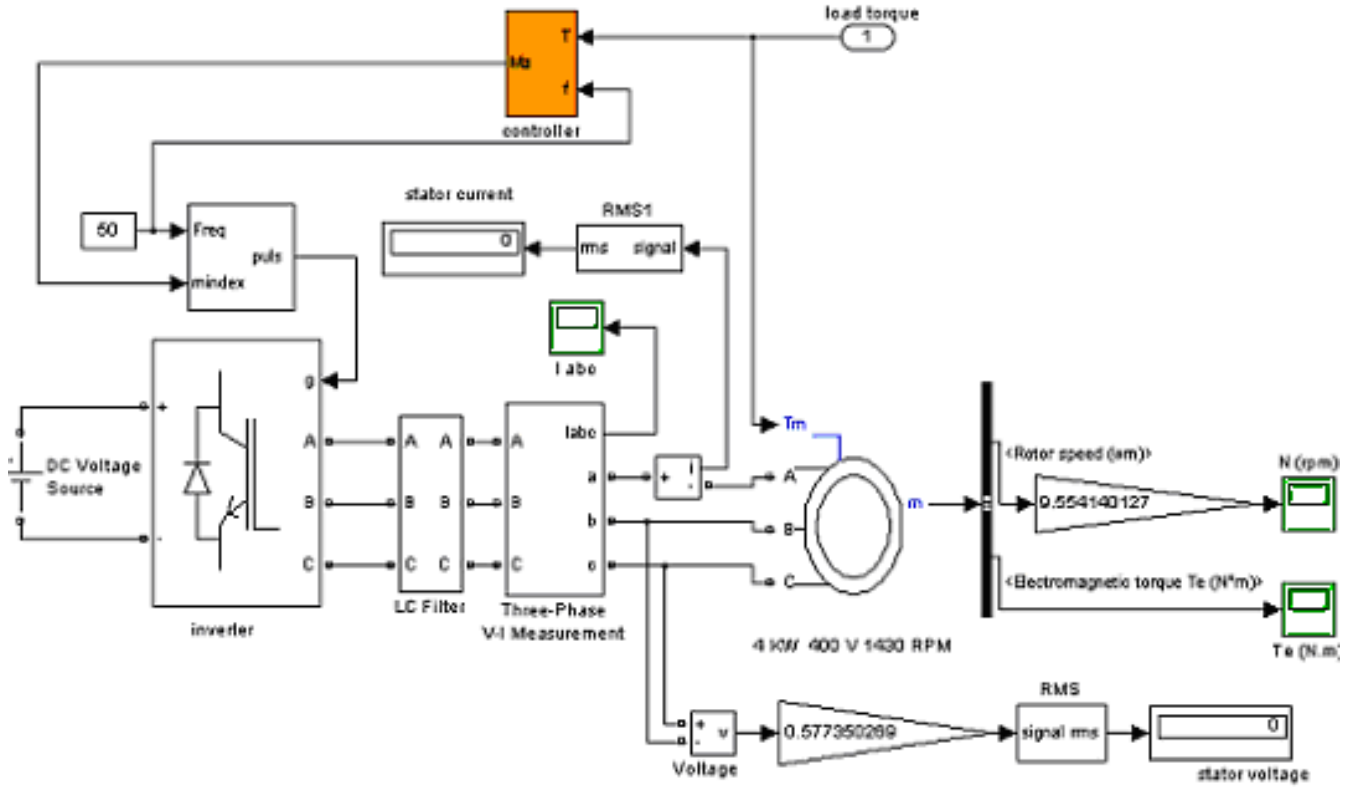 load torque
1
T
Ma
f
controller
stator current
RMS1
50
Freq
puls
mindex
0
rms signal
g
I abc
+
A A A A
Iabc
Tm
DC Voltage
Source
a + i
-
A
<Rotor speed (wm)>
N (rpm)
9.554140127
B B B B
b
B
m
-
C C C C
c
C
<Electromagnetic torque Te (N*m)>
inverter
LC Filter
Three-Phase
V-I Measurement
4 KW 400 V 1430 RPM
Te (N.m)
RMS
+
-
v
0.577350269
signal rms
0
Voltage
stator voltage